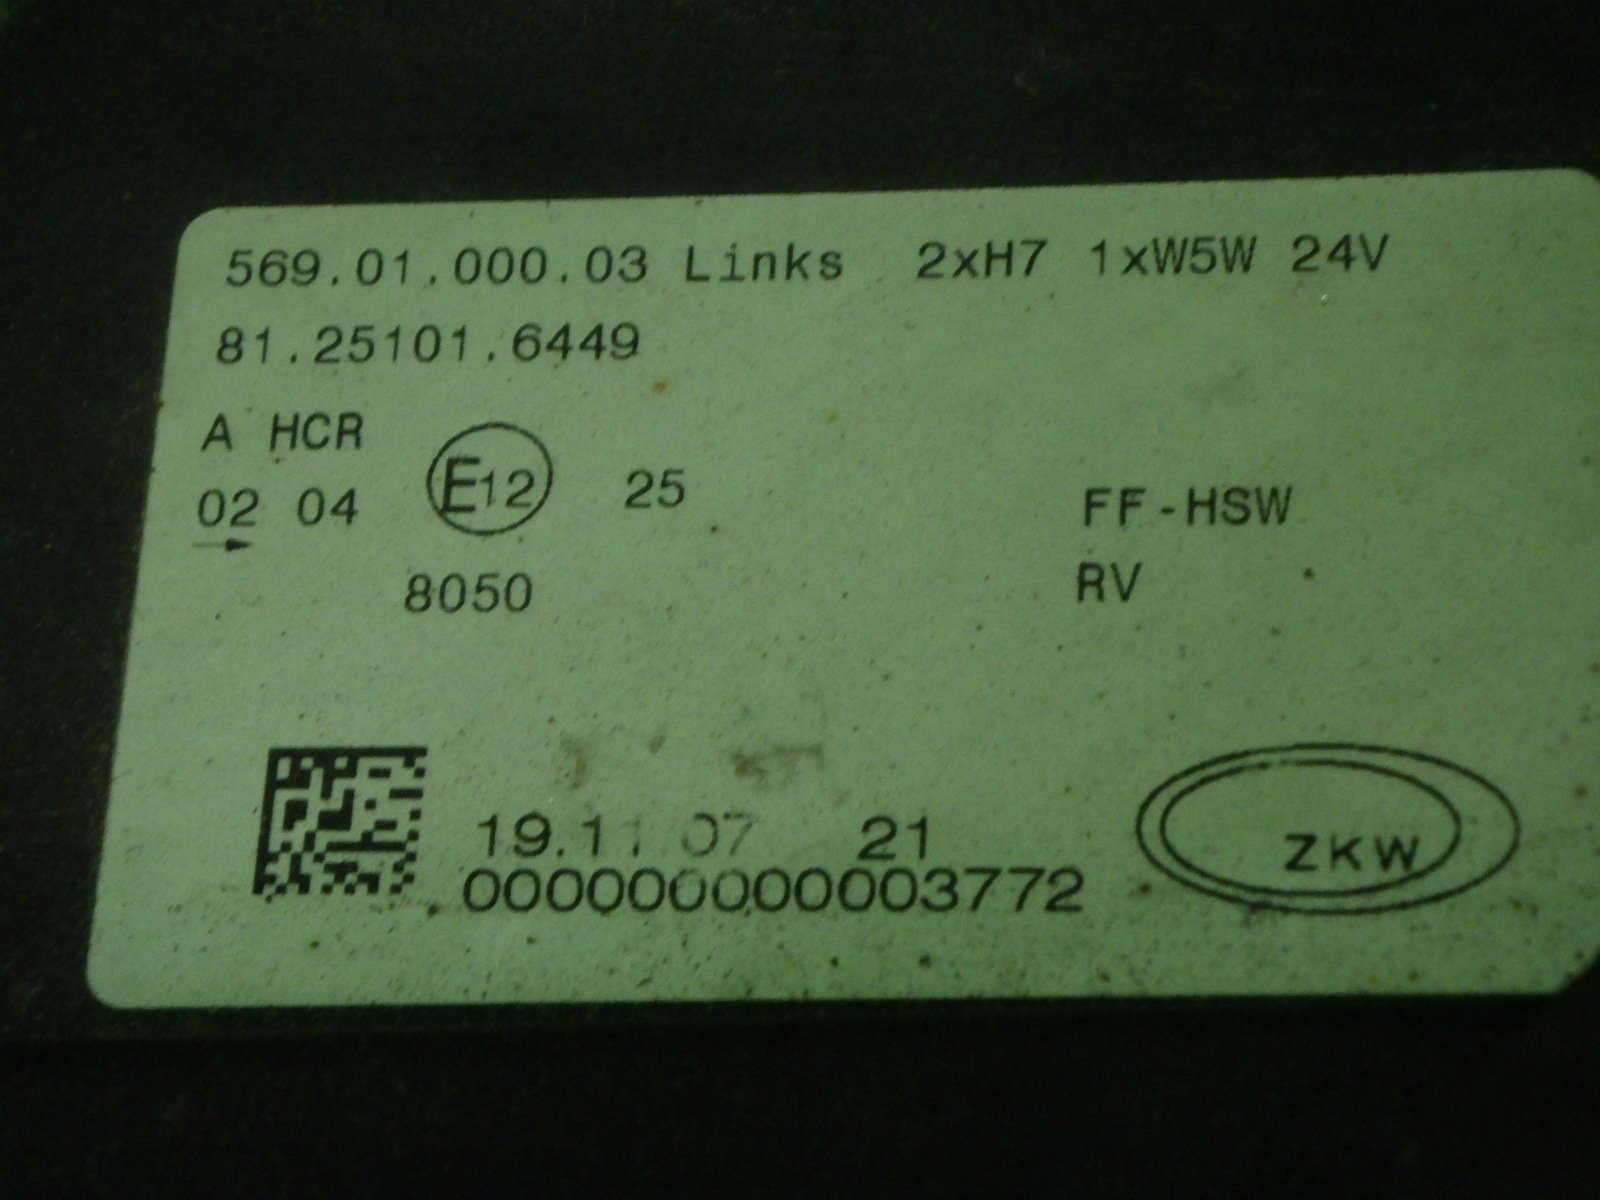 569.01.000.03 Links 2xH7 1xW5W 24V
81.25101.6449
A HCR
02 04 E12 25
8050
FF-HSW
RV
19.11.07 21
0000000000003772
ZKW